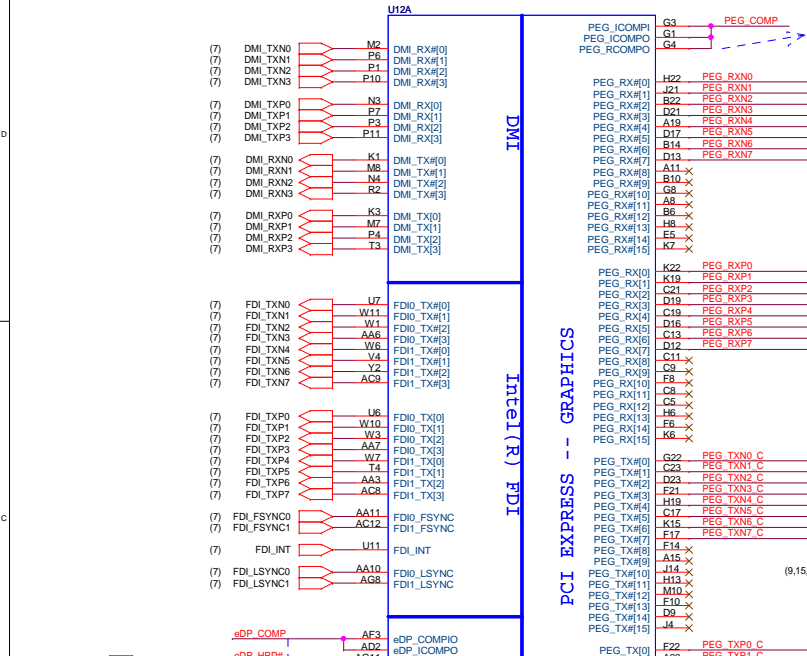 U12A
(7) DMI_TXN0 M2 DMI_RX#[0]
(7) DMI_TXN1 P6 DMI_RX#[1]
(7) DMI_TXN2 P1 DMI_RX#[2]
(7) DMI_TXN3 P10 DMI_RX#[3]
(7) DMI_TXP0 N3 DMI_RX[0]
(7) DMI_TXP1 P7 DMI_RX[1]
(7) DMI_TXP2 P3 DMI_RX[2]
(7) DMI_TXP3 P11 DMI_RX[3]
(7) DMI_RXN0 K1 DMI_TX#[0]
(7) DMI_RXN1 M8 DMI_TX#[1]
(7) DMI_RXN2 N4 DMI_TX#[2]
(7) DMI_RXN3 R2 DMI_TX#[3]
(7) DMI_RXP0 K3 DMI_TX[0]
(7) DMI_RXP1 M7 DMI_TX[1]
(7) DMI_RXP2 P4 DMI_TX[2]
(7) DMI_RXP3 T3 DMI_TX[3]
DMI
D
(7) FDI_TXN0 U7 FDI0_TX#[0]
(7) FDI_TXN1 W11 FDI0_TX#[1]
(7) FDI_TXN2 W1 FDI0_TX#[2]
(7) FDI_TXN3 AA6 FDI0_TX#[3]
(7) FDI_TXN4 W6 FDI1_TX#[0]
(7) FDI_TXN5 V4 FDI1_TX#[1]
(7) FDI_TXN6 Y2 FDI1_TX#[2]
(7) FDI_TXN7 AC9 FDI1_TX#[3]
(7) FDI_TXP0 U6 FDI0_TX[0]
(7) FDI_TXP1 W10 FDI0_TX[1]
(7) FDI_TXP2 W3 FDI0_TX[2]
(7) FDI_TXP3 AA7 FDI0_TX[3]
(7) FDI_TXP4 W7 FDI1_TX[0]
(7) FDI_TXP5 T4 FDI1_TX[1]
(7) FDI_TXP6 AA3 FDI1_TX[2]
(7) FDI_TXP7 AC8 FDI1_TX[3]
(7) FDI_FSYNC0 AA11 FDI0_FSYNC
(7) FDI_FSYNC1 AC12 FDI1_FSYNC
(7) FDI_INT U11 FDI_INT
(7) FDI_LSYNC0 AA10 FDI0_LSYNC
(7) FDI_LSYNC1 AG8 FDI1_LSYNC
Intel(R) FDI
C
eDP_COMP AF3 eDP_COMPIO
AD2 eDP_ICOMPO
eDP_HPD# AG11
PCI EXPRESS -- GRAPHICS
PEG_ICOMPI G3 PEG_COMP
PEG_ICOMPO G1
PEG_RCOMPO G4
PEG_RX#[0] H22 PEG_RXN0
PEG_RX#[1] J21 PEG_RXN1
PEG_RX#[2] B22 PEG_RXN2
PEG_RX#[3] D21 PEG_RXN3
PEG_RX#[4] A19 PEG_RXN4
PEG_RX#[5] D17 PEG_RXN5
PEG_RX#[6] B14 PEG_RXN6
PEG_RX#[7] D13 PEG_RXN7
PEG_RX#[8] A11
PEG_RX#[9] B10
PEG_RX#[10] G8
PEG_RX#[11] A8
PEG_RX#[12] B6
PEG_RX#[13] H8
PEG_RX#[14] E5
PEG_RX#[15] K7
PEG_RX[0] K22 PEG_RXP0
PEG_RX[1] K19 PEG_RXP1
PEG_RX[2] C21 PEG_RXP2
PEG_RX[3] D19 PEG_RXP3
PEG_RX[4] C19 PEG_RXP4
PEG_RX[5] D16 PEG_RXP5
PEG_RX[6] C13 PEG_RXP6
PEG_RX[7] D12 PEG_RXP7
PEG_RX[8] C11
PEG_RX[9] C9
PEG_RX[10] F8
PEG_RX[11] C8
PEG_RX[12] C5
PEG_RX[13] H6
PEG_RX[14] F6
PEG_RX[15] K6
PEG_TX#[0] G22 PEG_TXN0_C
PEG_TX#[1] C23 PEG_TXN1_C
PEG_TX#[2] D23 PEG_TXN2_C
PEG_TX#[3] F21 PEG_TXN3_C
PEG_TX#[4] H19 PEG_TXN4_C
PEG_TX#[5] C17 PEG_TXN5_C
PEG_TX#[6] K15 PEG_TXN6_C
PEG_TX#[7] F17 PEG_TXN7_C
PEG_TX#[8] F14
PEG_TX#[9] A15
PEG_TX#[10] J14
PEG_TX#[11] H13
PEG_TX#[12] M10
PEG_TX#[13] F10
PEG_TX#[14] D9
PEG_TX#[15] J4
PEG_TX[0] F22 PEG_TXP0_C
PEG_TXP1_C
(9,15,